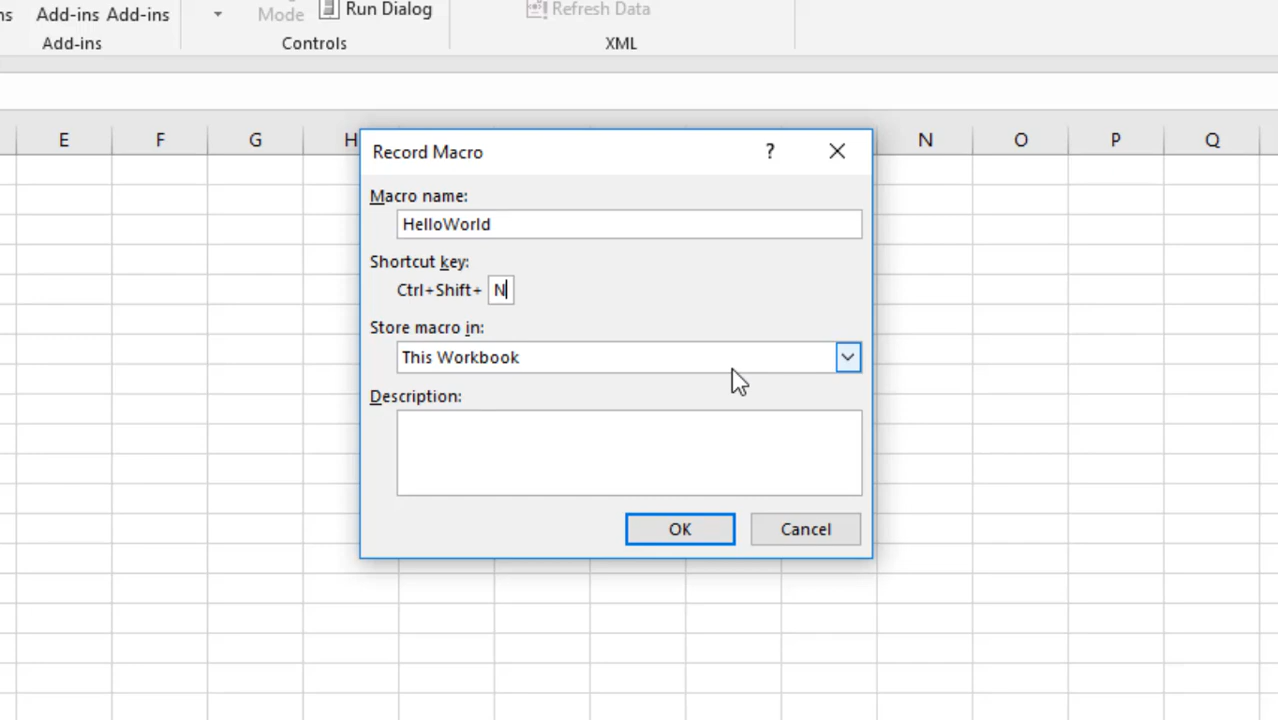 ns Add-ins Add-ins Mode Run Dialog Refresh Data
Add-ins Controls XML
E F G H N O P Q
Record Macro ?
Macro name:
HelloWorld
Shortcut key:
Ctrl+Shift+ N
Store macro in:
This Workbook
Description:
OK Cancel